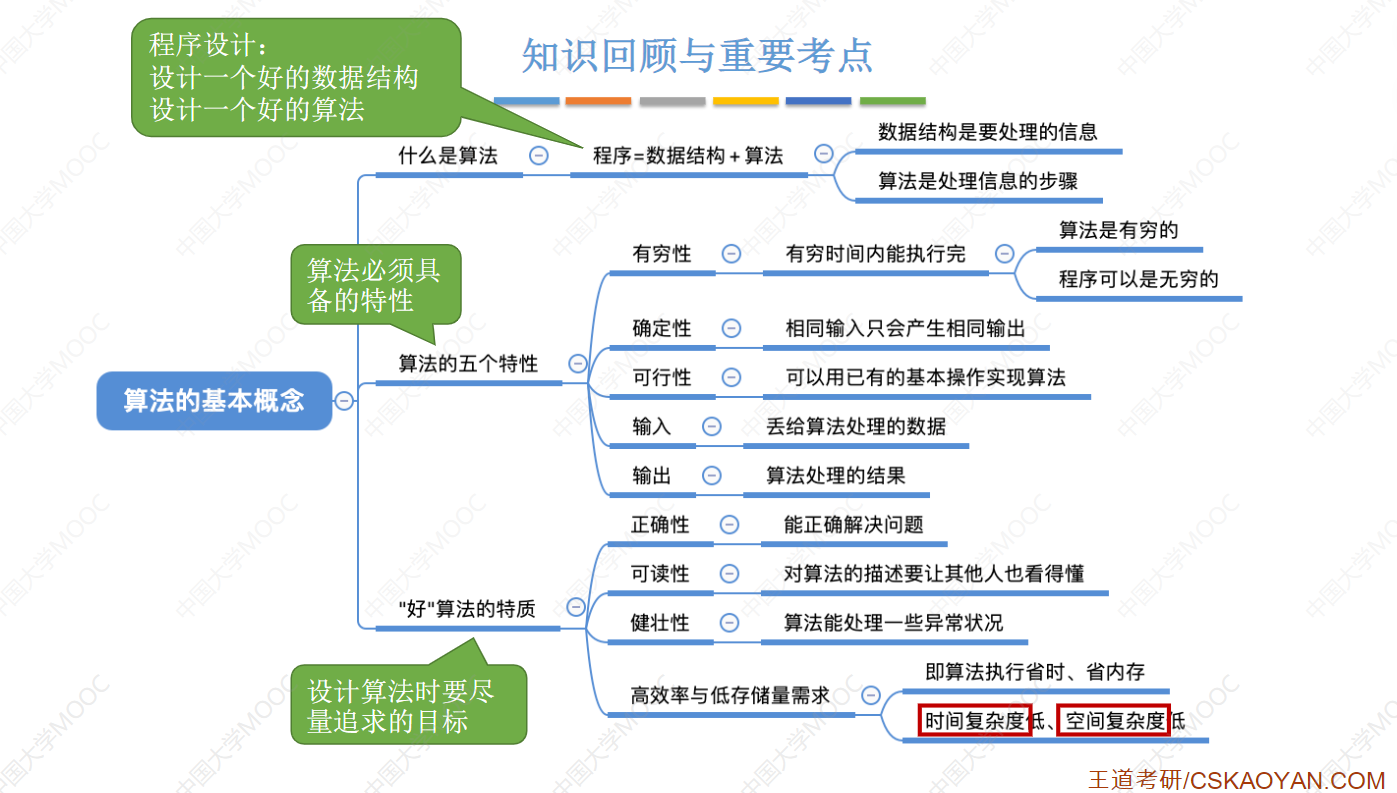 程序设计：
设计一个好的数据结构
设计一个好的算法
知识回顾与重要考点
什么是算法
程序=数据结构+算法
数据结构是要处理的信息
算法是处理信息的步骤
算法必须具
备的特性
算法的基本概念
算法的五个特性
有穷性
有穷时间内能执行完
算法是有穷的
程序可以是无穷的
确定性
相同输入只会产生相同输出
可行性
可以用已有的基本操作实现算法
输入
丢给算法处理的数据
输出
算法处理的结果
"好"算法的特质
正确性
能正确解决问题
可读性
对算法的描述要让其他人也看得懂
健壮性
算法能处理一些异常状况
高效率与低存储量需求
即算法执行省时、省内存
时间复杂度低、空间复杂度低
设计算法时要尽
量追求的目标
王道考研/CSKAOYAN.COM
中国大学MOOC